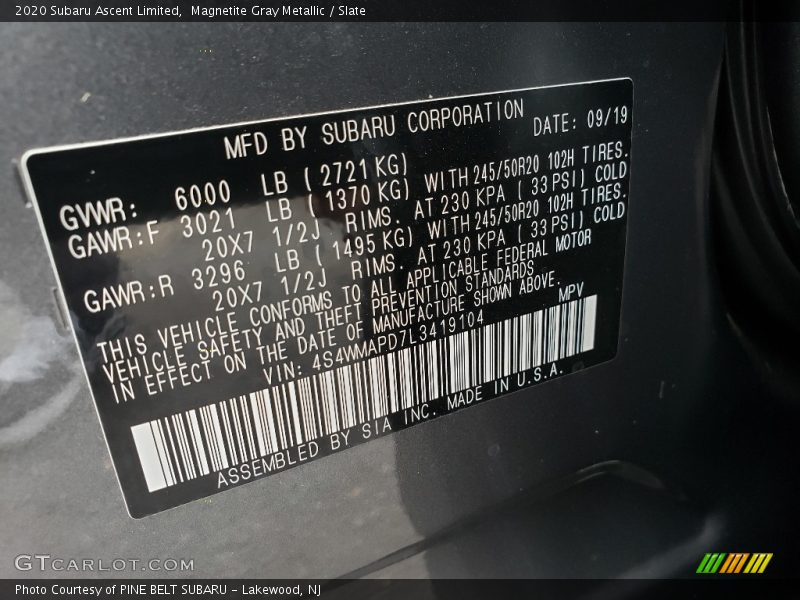 2020 Subaru Ascent Limited,  Magnetite Gray Metallic / Slate
MFD BY SUBARU CORPORATION
DATE: 09/19
GVWR: 6000 LB ( 2721 KG)
GAWR:F 3021 LB ( 1370 KG) WITH 245/50R20 102H TIRES.
20X7 1/2J RIMS. AT 230 KPA ( 33 PSI) COLD
GAWR:R 3296 LB ( 1495 KG) WITH 245/50R20 102H TIRES.
20X7 1/2J RIMS. AT 230 KPA ( 33 PSI) COLD
THIS VEHICLE CONFORMS TO ALL APPLICABLE FEDERAL MOTOR
VEHICLE SAFETY AND THEFT PREVENTION STANDARDS
IN EFFECT ON THE DATE OF MANUFACTURE SHOWN ABOVE.
VIN: 4S4WMAPD7L3419104 MPV
ASSEMBLED BY SIA INC. MADE IN U.S.A.
GTCARLOT.COM
Photo Courtesy of PINE BELT SUBARU - Lakewood, NJ